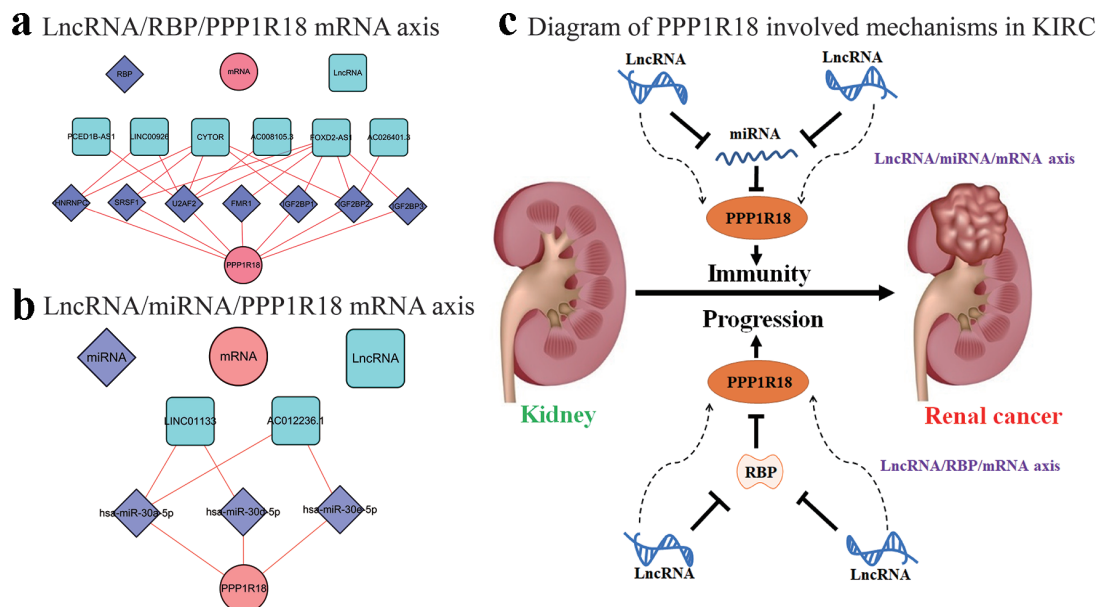 a LncRNA/RBP/PPP1R18 mRNA axis
RBP
mRNA
LncRNA
PCED1B-AS1
LINC00926
CYTOR
AC008105.3
FOXD2-AS1
AC026401.3
HNRNPC
SRSF1
U2AF2
FMR1
IGF2BP1
IGF2BP2
IGF2BP3
PPP1R18
b LncRNA/miRNA/PPP1R18 mRNA axis
miRNA
mRNA
LncRNA
LINC01133
AC012236.1
hsa-miR-30a-5p
hsa-miR-30d-5p
hsa-miR-30e-5p
PPP1R18
c Diagram of PPP1R18 involved mechanisms in KIRC
LncRNA
LncRNA
miRNA
LncRNA/miRNA/mRNA axis
PPP1R18
Immunity
Progression
PPP1R18
Kidney
Renal cancer
RBP
LncRNA/RBP/mRNA axis
LncRNA
LncRNA